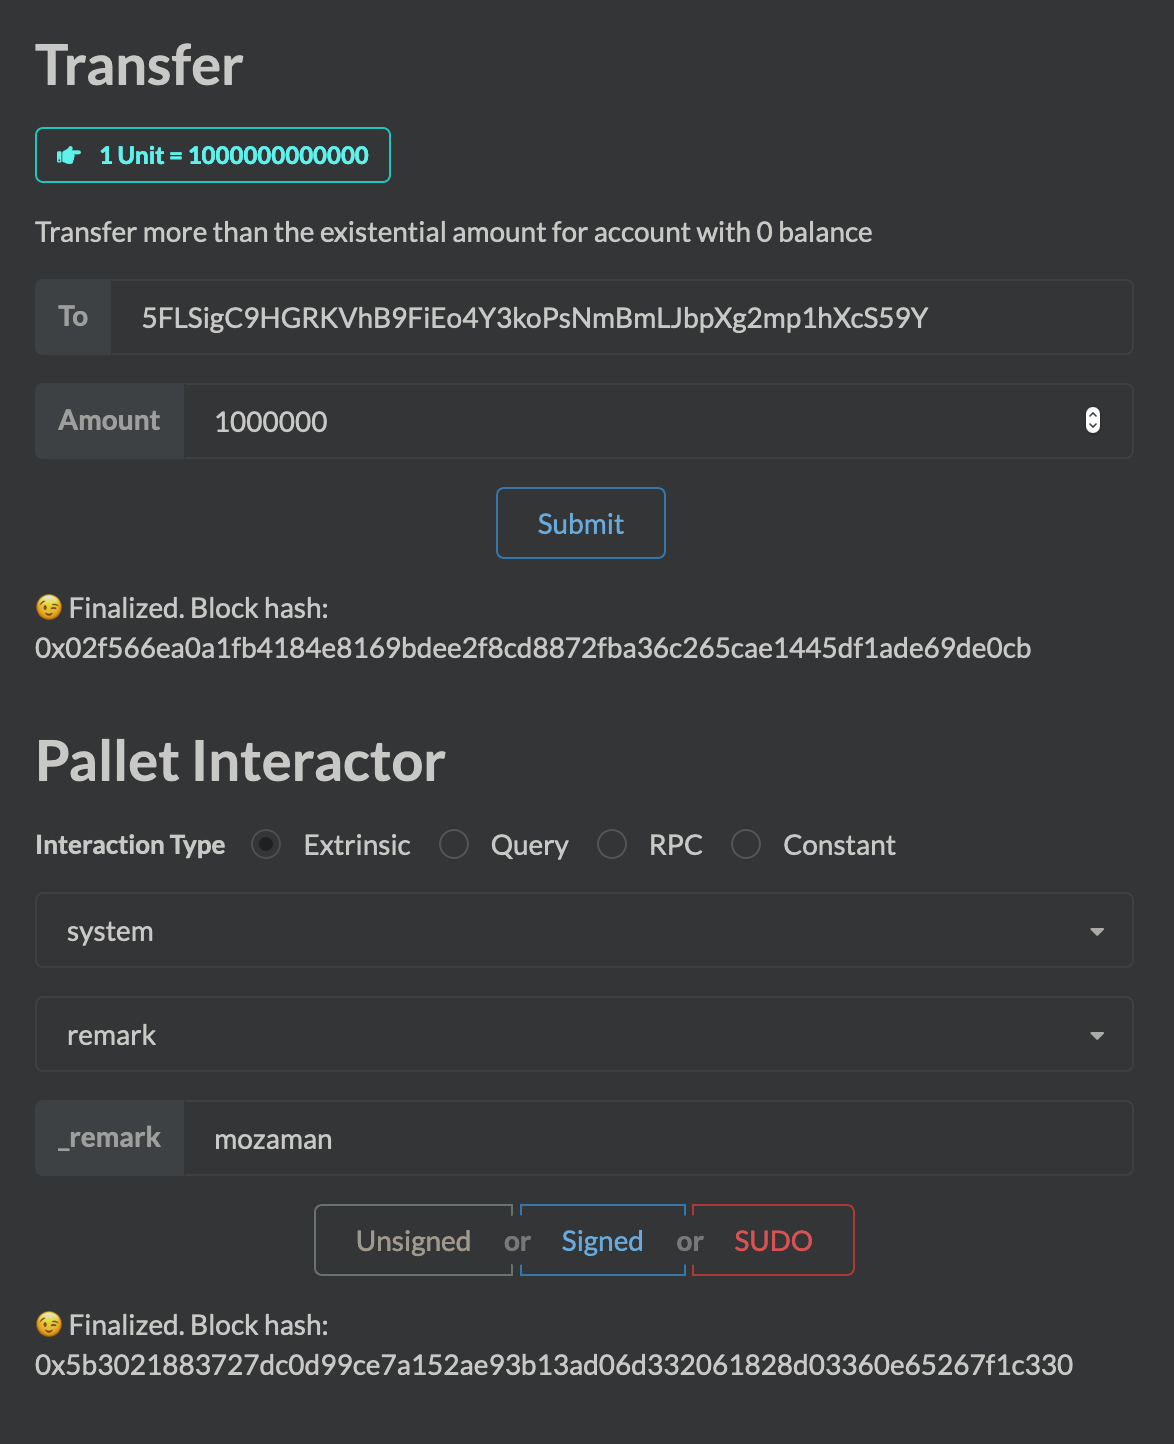 Transfer
1 Unit = 1000000000000
Transfer more than the existential amount for account with 0 balance
To 5FLSigC9HGRKVhB9FiEo4Y3koPsNmBmLJbpXg2mp1hXcS59Y
Amount 1000000
Submit
😉 Finalized. Block hash:
0x02f566ea0a1fb4184e8169bdee2f8cd8872fba36c265cae1445df1ade69de0cb
Pallet Interactor
Interaction Type Extrinsic Query RPC Constant
system
remark
_remark mozaman
Unsigned or Signed or SUDO
😉 Finalized. Block hash:
0x5b3021883727dc0d99ce7a152ae93b13ad06d332061828d03360e65267f1c330